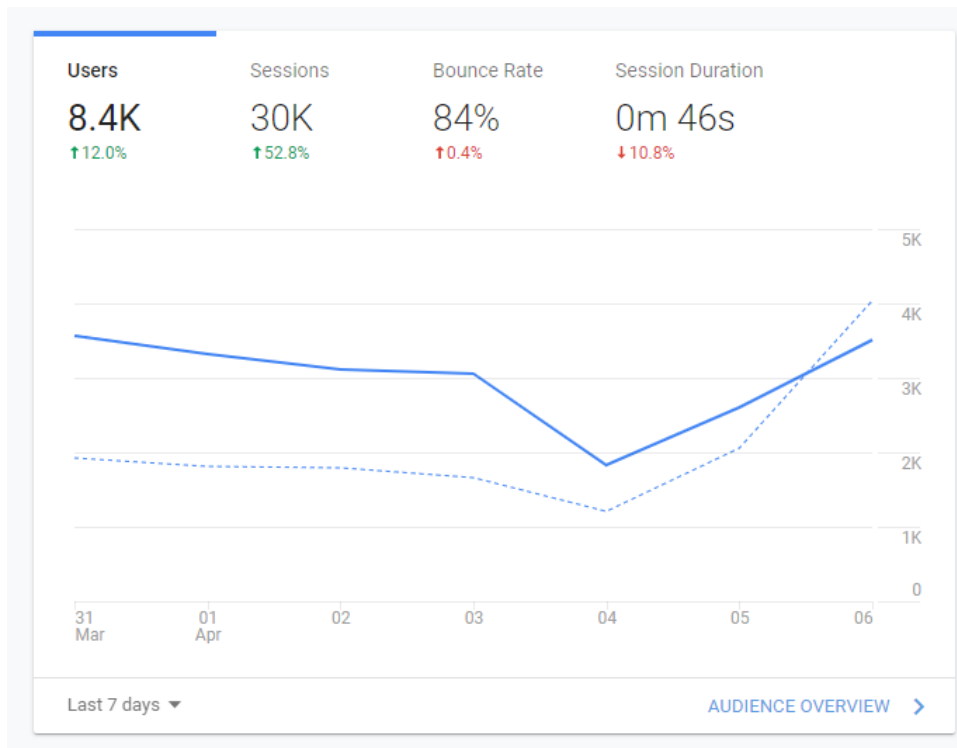 Users Sessions Bounce Rate Session Duration
8.4K 30K 84% 0m 46s
↑12.0% ↑52.8% ↑0.4% ↓10.8%
5K
4K
3K
2K
1K
0
31 01 02 03 04 05 06
Mar Apr
Last 7 days AUDIENCE OVERVIEW